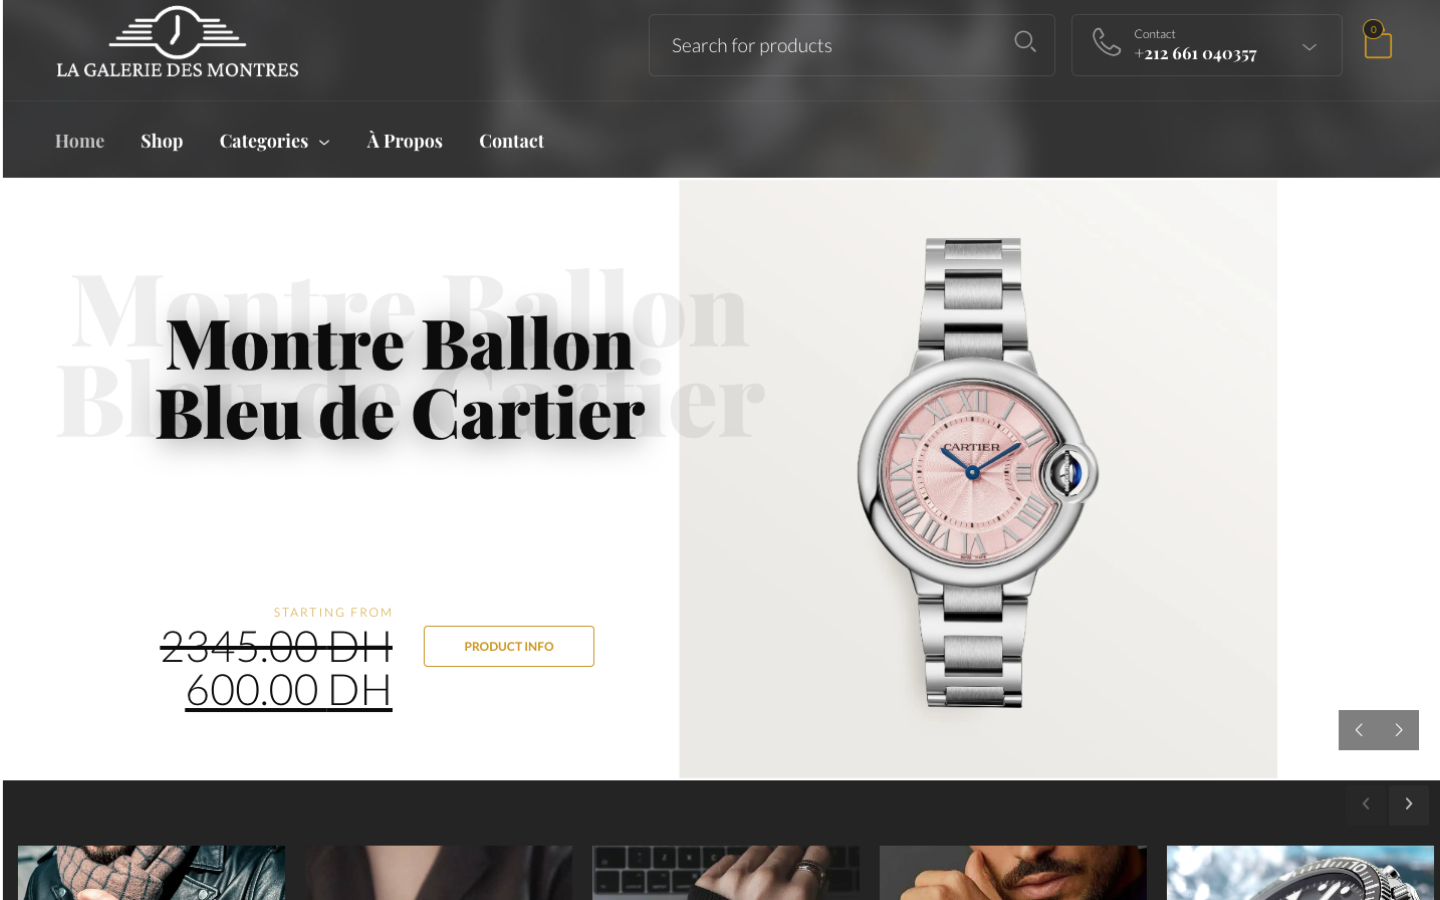 LA GALERIE DES MONTRES
Search for products
Contact
+212 661 040357
0
Home Shop Categories À Propos Contact
Montre Ballon
Bleu de Cartier
Montre Ballon
Bleu de Cartier
CARTIER
STARTING FROM
2345.00 DH
600.00 DH
PRODUCT INFO